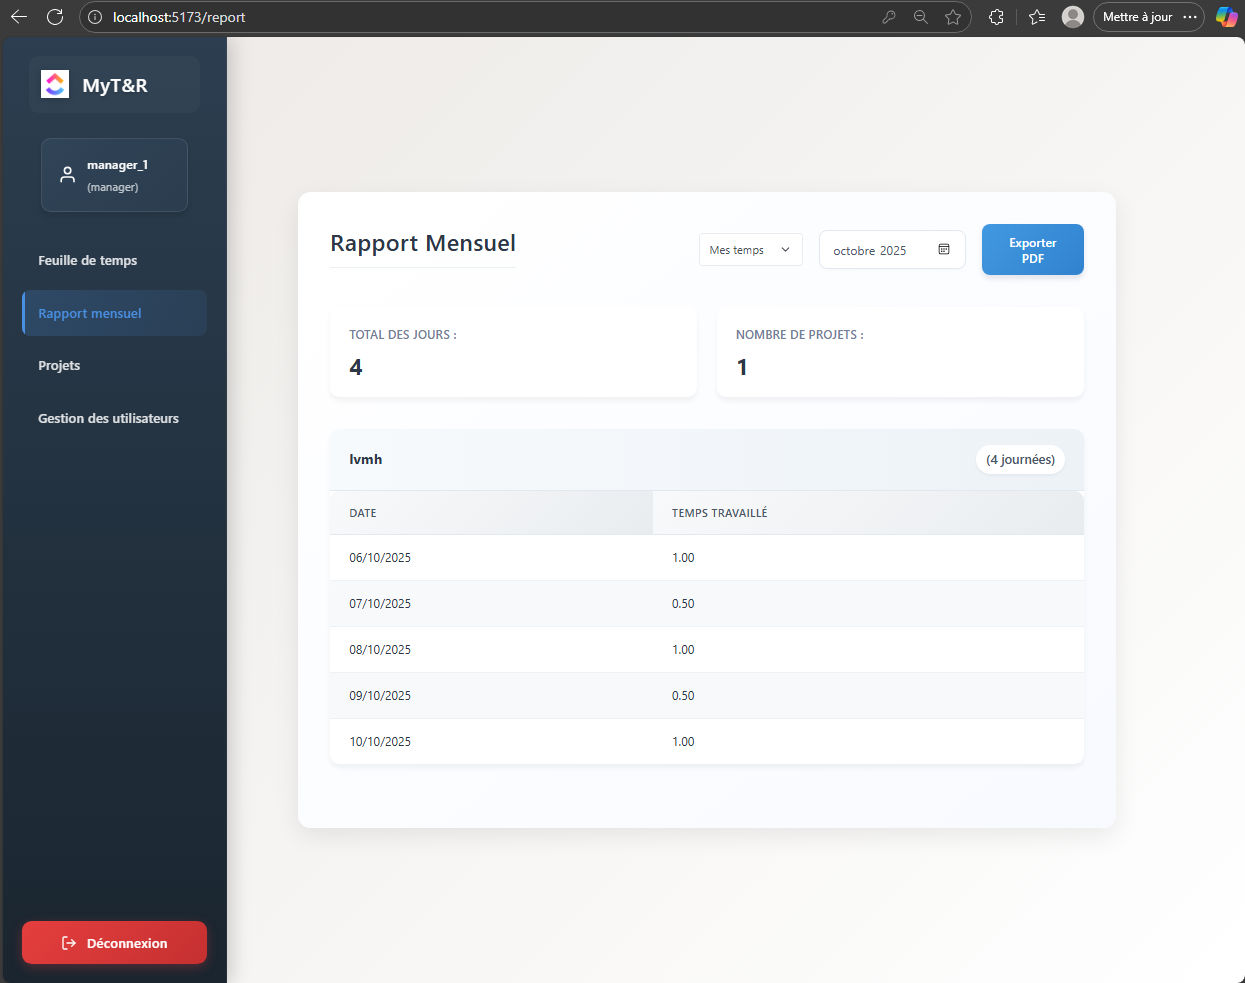 localhost:5173/report
Mettre à jour
MyT&R
manager_1
(manager)
Feuille de temps
Rapport mensuel
Projets
Gestion des utilisateurs
Déconnexion
Rapport Mensuel
Mes temps
octobre 2025
Exporter
PDF
TOTAL DES JOURS :
4
NOMBRE DE PROJETS :
1
lvmh
(4 journées)
DATE TEMPS TRAVAILLÉ
06/10/2025 1.00
07/10/2025 0.50
08/10/2025 1.00
09/10/2025 0.50
10/10/2025 1.00